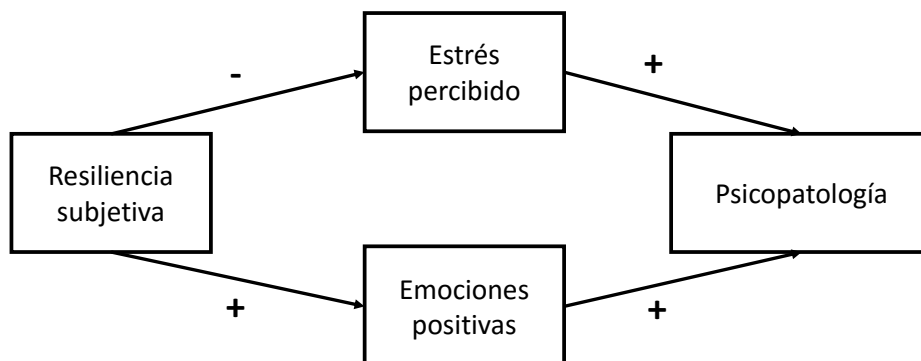 Estrés
percibido
-
+
Resiliencia
subjetiva
Psicopatología
+
Emociones
positivas
+